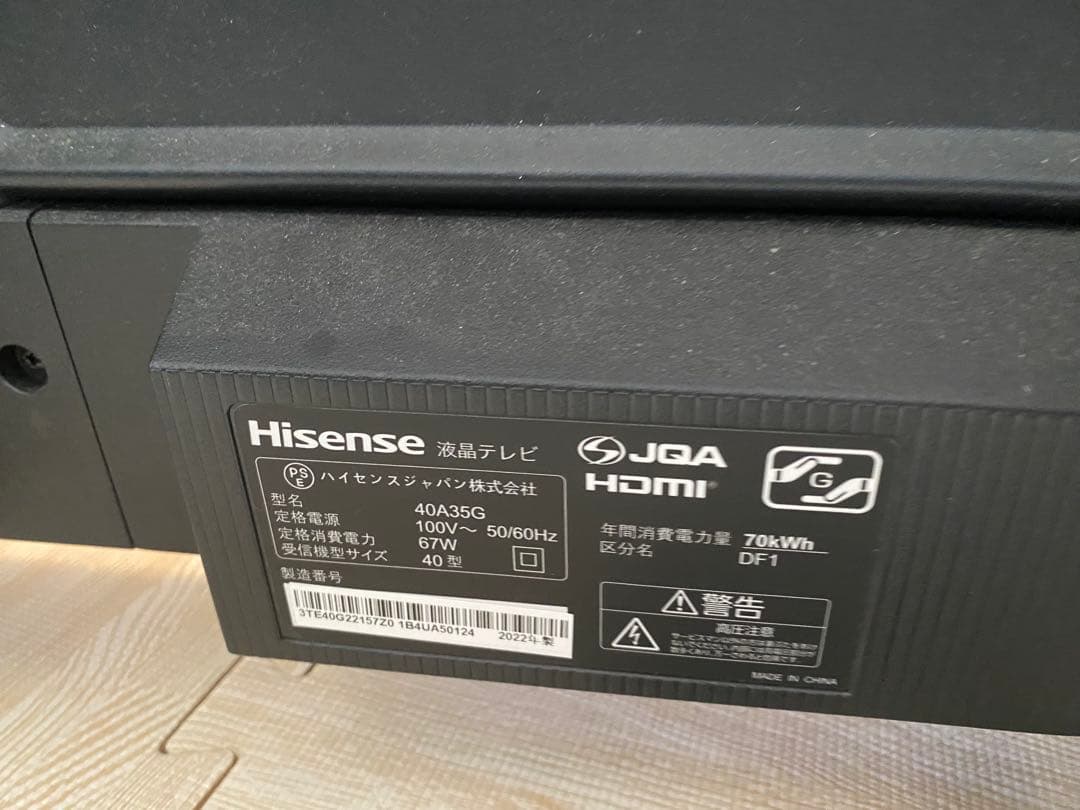 Hisense 液晶テレビ
PS E ハイセンスジャパン株式会社
型名 40A35G
定格電源 100V～ 50/60Hz
定格消費電力 67W
受信機型サイズ 40型
製造番号
3TE40G22157Z0 1B4UA50124 2022年製
JQA
HDMI
G
年間消費電力量 70kWh
区分名 DF1
警告
高圧注意
MADE IN CHINA